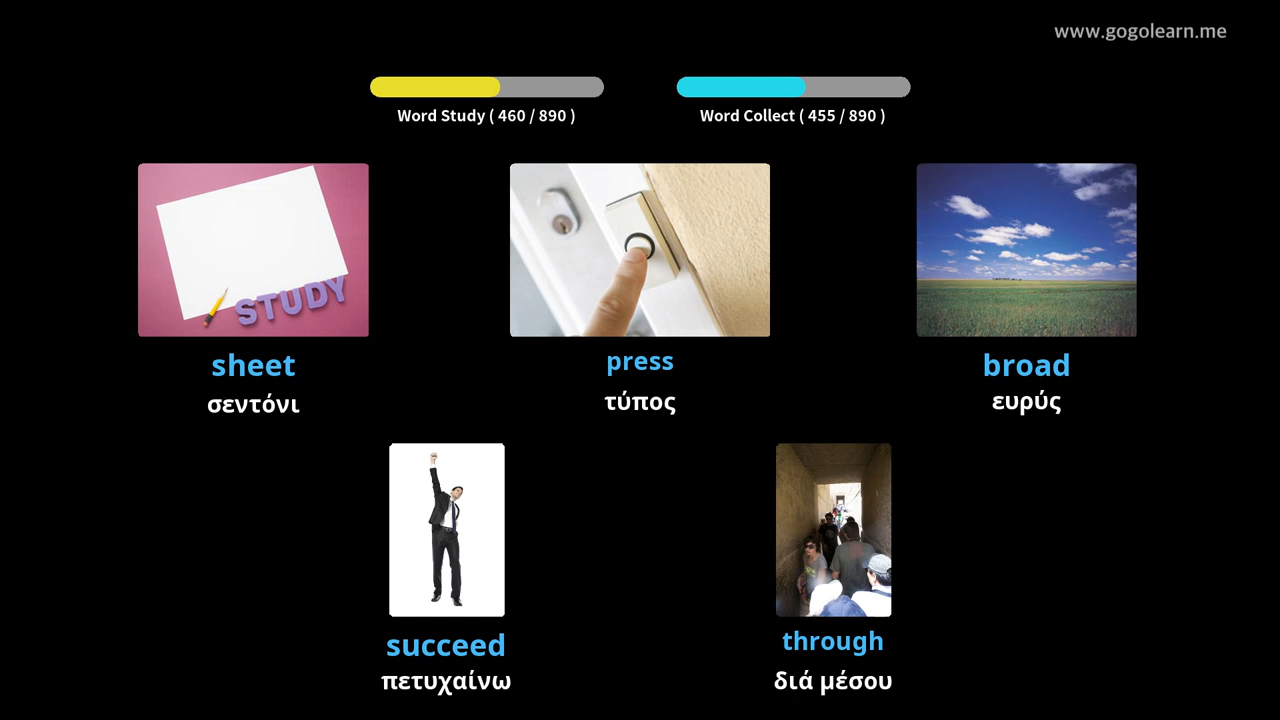 www.gogolearn.me
Word Study ( 460 / 890 )
Word Collect ( 455 / 890 )
STUDY
sheet
σεντόνι
press
τύπος
broad
ευρύς
succeed
πετυχαίνω
through
διά μέσου